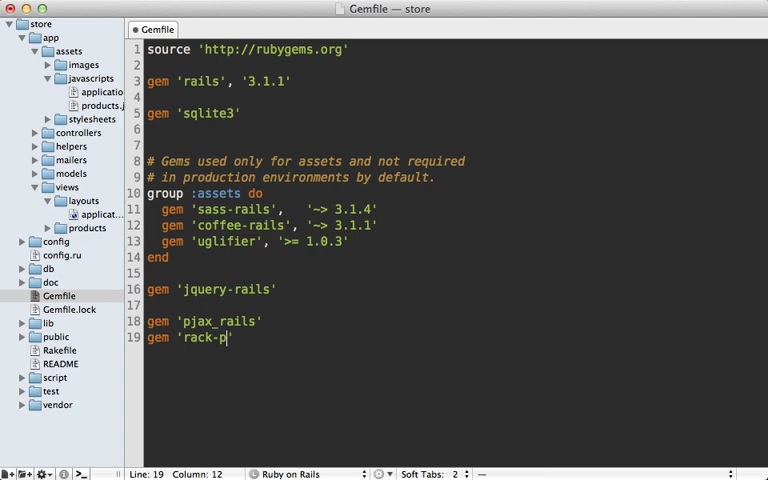 Gemfile — store
store
app
assets
images
javascripts
applicatio
products.j
stylesheets
controllers
helpers
mailers
models
views
layouts
applicat...
products
config
config.ru
db
doc
Gemfile
Gemfile.lock
lib
public
Rakefile
README
script
test
vendor
Gemfile
1 source 'http://rubygems.org'
2
3 gem 'rails', '3.1.1'
4
5 gem 'sqlite3'
6
7
8 # Gems used only for assets and not required
9 # in production environments by default.
10 group :assets do
11 gem 'sass-rails', '~> 3.1.4'
12 gem 'coffee-rails', '~> 3.1.1'
13 gem 'uglifier', '>= 1.0.3'
14 end
15
16 gem 'jquery-rails'
17
18 gem 'pjax_rails'
19 gem 'rack-p'
Line: 19 Column: 12 Ruby on Rails Soft Tabs: 2 —